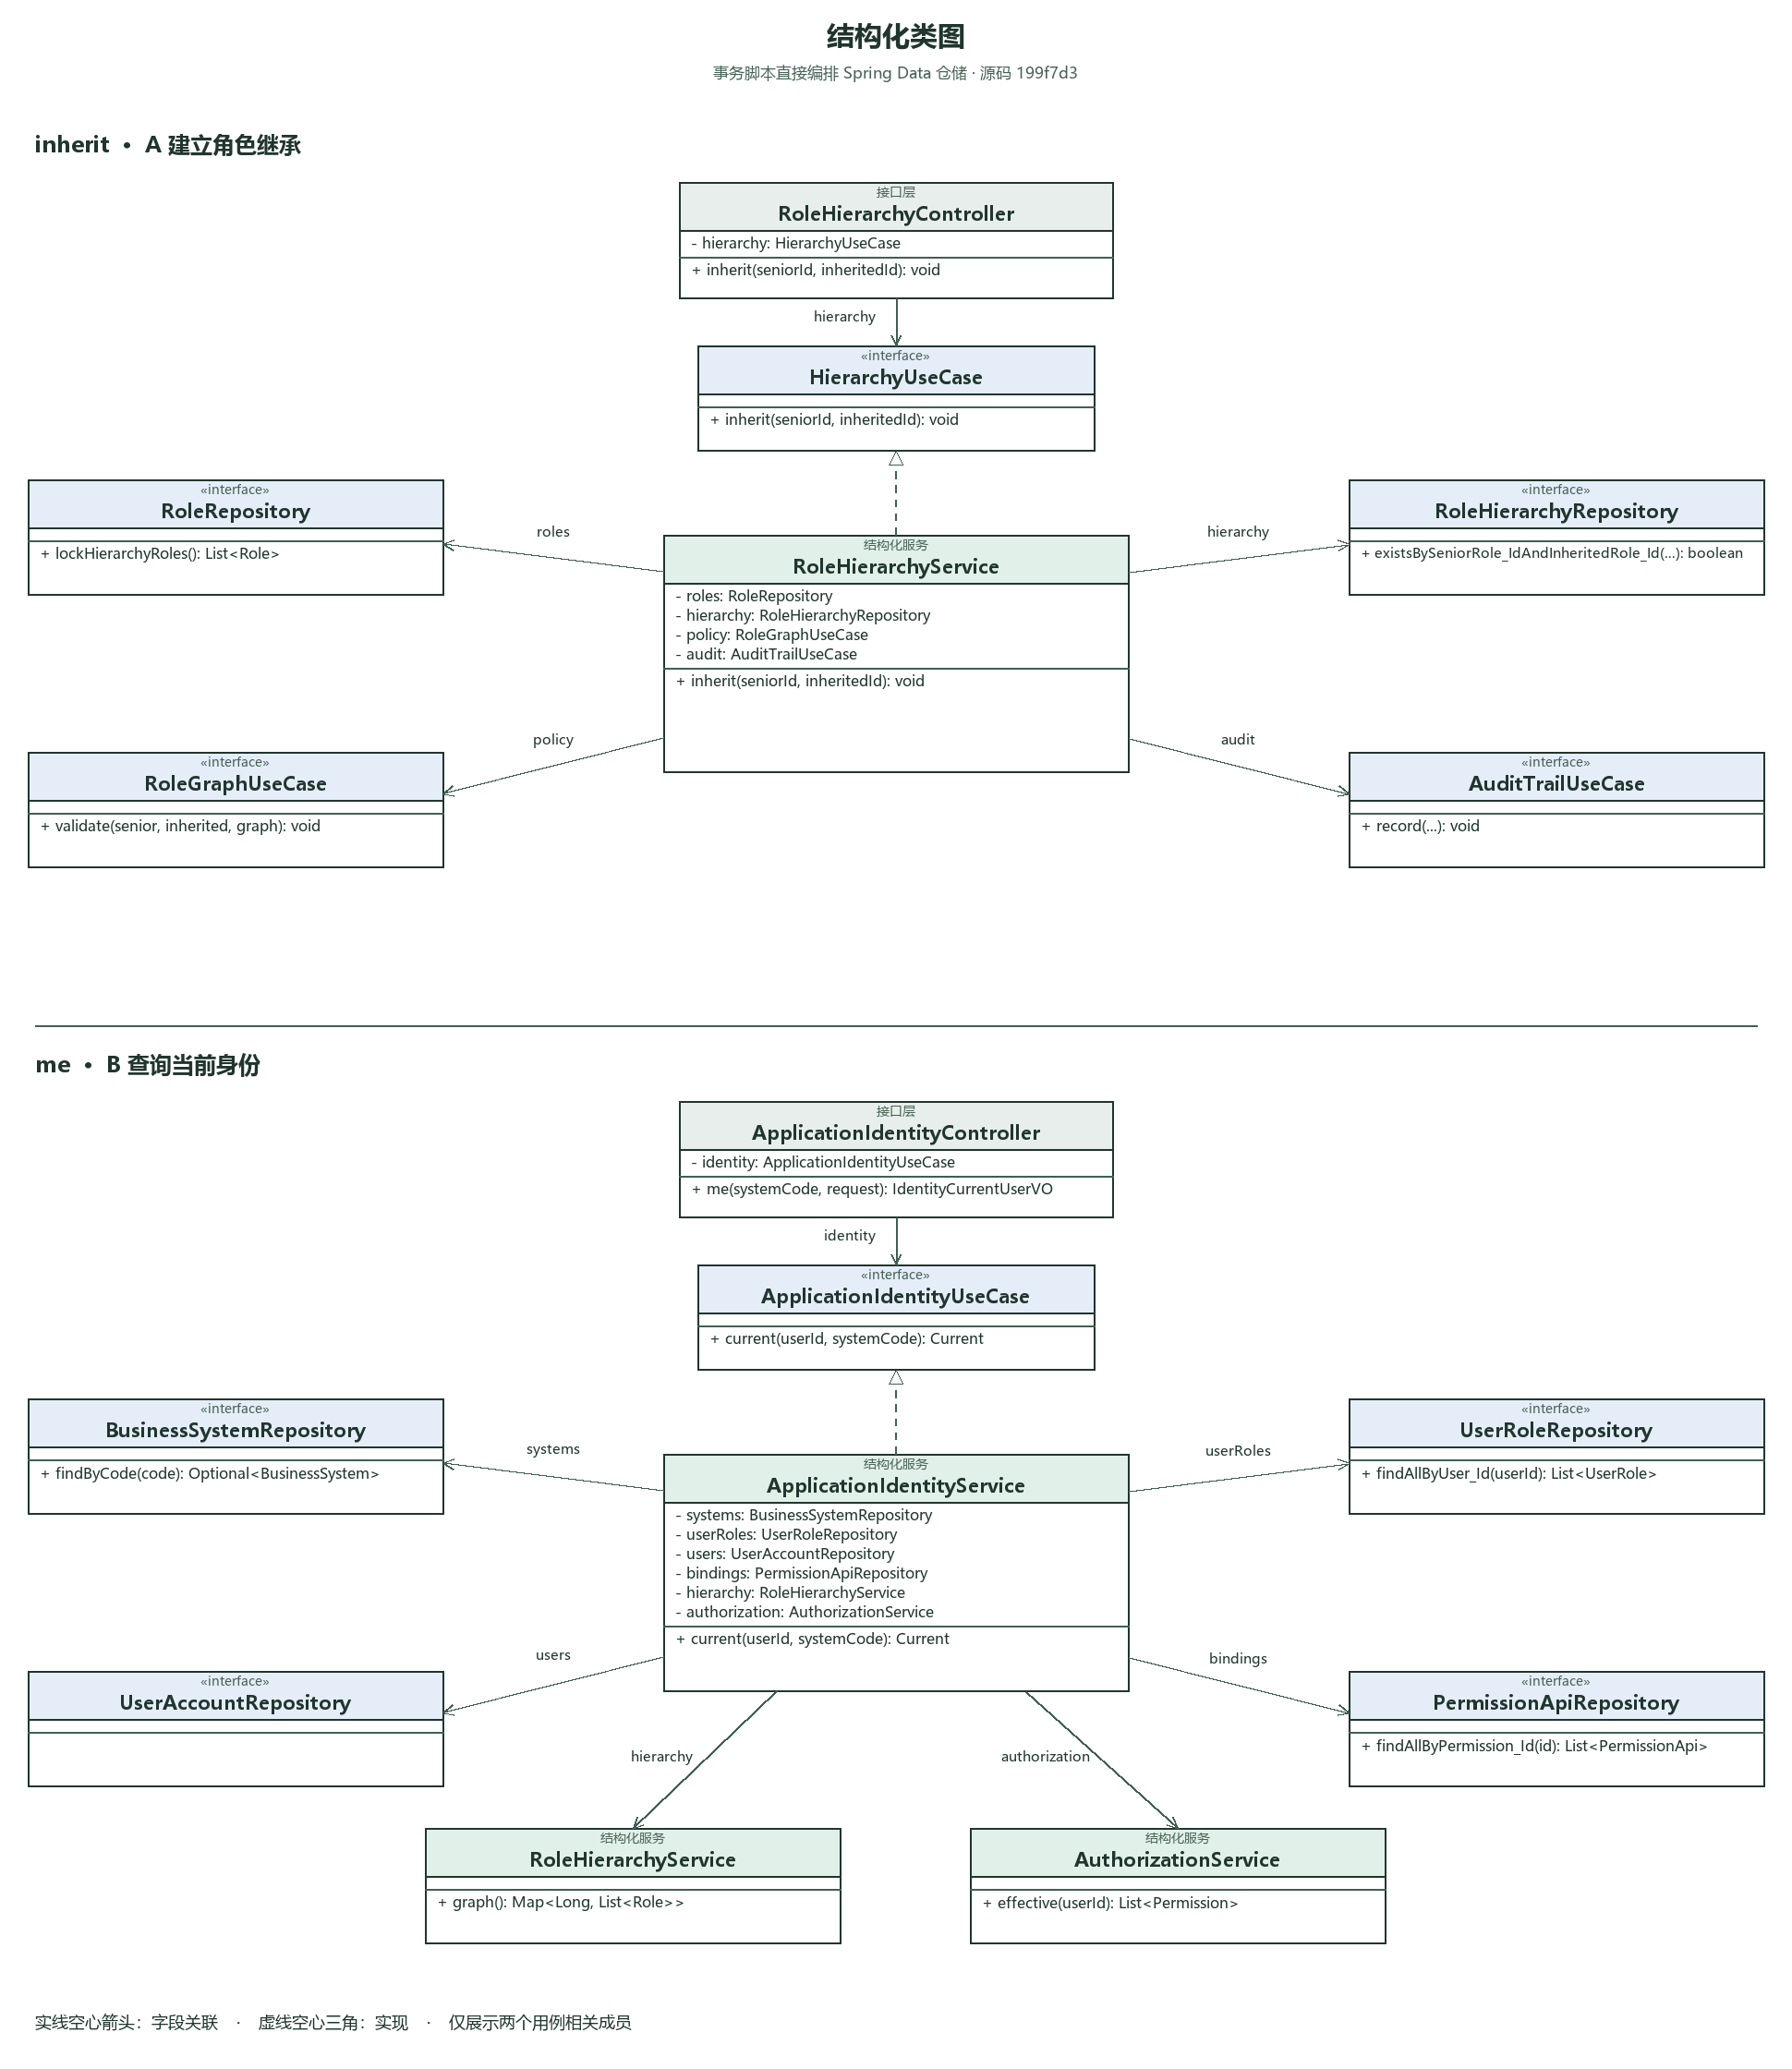 结构化类图
事务脚本直接编排 Spring Data 仓储 · 源码 199f7d3
inherit • A 建立角色继承
接口层
RoleHierarchyController
- hierarchy: HierarchyUseCase
+ inherit(seniorId, inheritedId): void
hierarchy
«interface»
HierarchyUseCase
+ inherit(seniorId, inheritedId): void
«interface»
RoleRepository
+ lockHierarchyRoles(): List<Role>
roles
结构化服务
RoleHierarchyService
- roles: RoleRepository
- hierarchy: RoleHierarchyRepository
- policy: RoleGraphUseCase
- audit: AuditTrailUseCase
+ inherit(seniorId, inheritedId): void
hierarchy
«interface»
RoleHierarchyRepository
+ existsBySeniorRole_IdAndInheritedRole_Id(...): boolean
policy
«interface»
RoleGraphUseCase
+ validate(senior, inherited, graph): void
audit
«interface»
AuditTrailUseCase
+ record(...): void
me • B 查询当前身份
接口层
ApplicationIdentityController
- identity: ApplicationIdentityUseCase
+ me(systemCode, request): IdentityCurrentUserVO
identity
«interface»
ApplicationIdentityUseCase
+ current(userId, systemCode): Current
«interface»
BusinessSystemRepository
+ findByCode(code): Optional<BusinessSystem>
systems
结构化服务
ApplicationIdentityService
- systems: BusinessSystemRepository
- userRoles: UserRoleRepository
- users: UserAccountRepository
- bindings: PermissionApiRepository
- hierarchy: RoleHierarchyService
- authorization: AuthorizationService
+ current(userId, systemCode): Current
userRoles
«interface»
UserRoleRepository
+ findAllByUser_Id(userId): List<UserRole>
users
«interface»
UserAccountRepository
bindings
«interface»
PermissionApiRepository
+ findAllByPermission_Id(id): List<PermissionApi>
hierarchy
authorization
结构化服务
RoleHierarchyService
+ graph(): Map<Long, List<Role>>
结构化服务
AuthorizationService
+ effective(userId): List<Permission>
实线空心箭头：字段关联 · 虚线空心三角：实现 · 仅展示两个用例相关成员